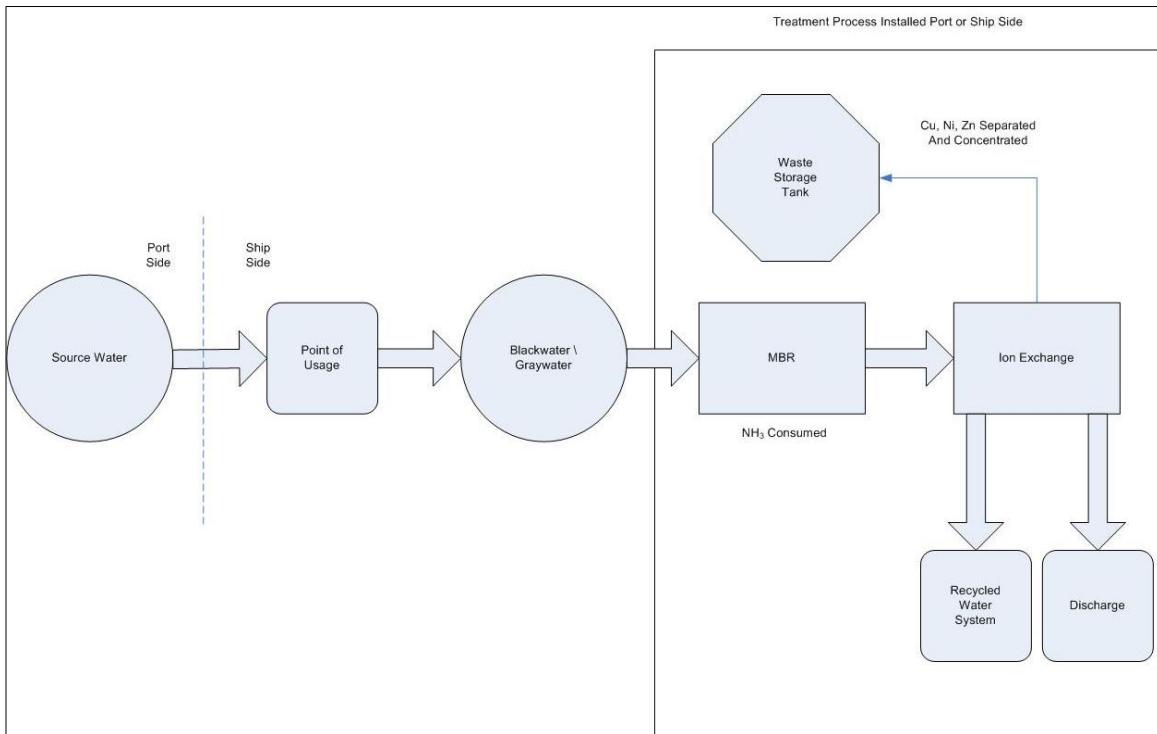 Treatment Process Installed Port or Ship Side
Cu, Ni, Zn Separated
And Concentrated
Waste
Storage
Tank
Port
Side
Ship
Side
Source Water
Point of
Usage
Blackwater \
Graywater
MBR
Ion Exchange
NH₃ Consumed
Recycled
Water
System
Discharge